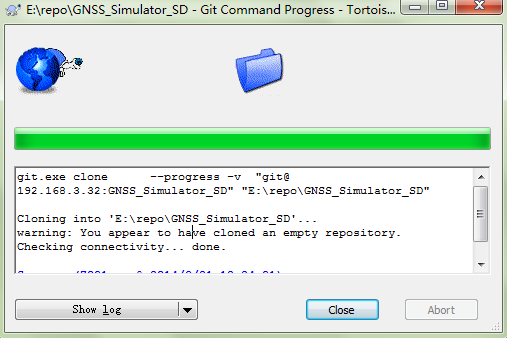 E:\repo\GNSS_Simulator_SD - Git Command Progress - Tortois...
git.exe clone --progress -v "git@
192.168.3.32:GNSS_Simulator_SD" "E:\repo\GNSS_Simulator_SD"
Cloning into 'E:\repo\GNSS_Simulator_SD'...
warning: You appear to have cloned an empty repository.
Checking connectivity... done.
Show log
Close
Abort